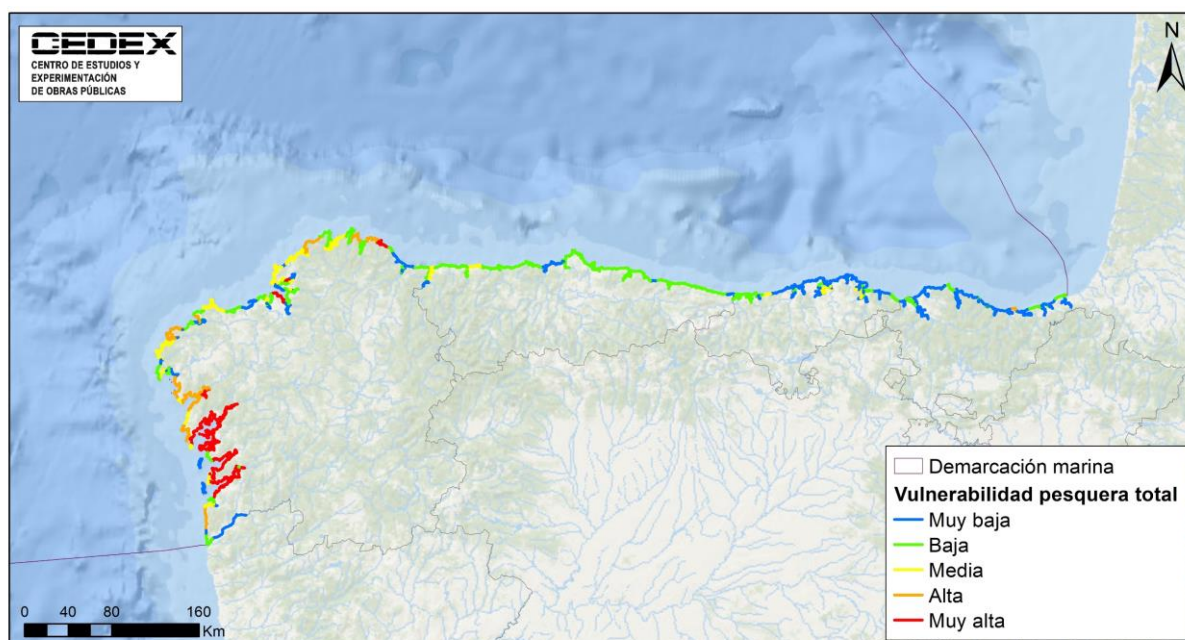 CEDEX
CENTRO DE ESTUDIOS Y
EXPERIMENTACIÓN
DE OBRAS PÚBLICAS
N
Demarcación marina
Vulnerabilidad pesquera total
Muy baja
Baja
Media
Alta
Muy alta
0 40 80 160
Km